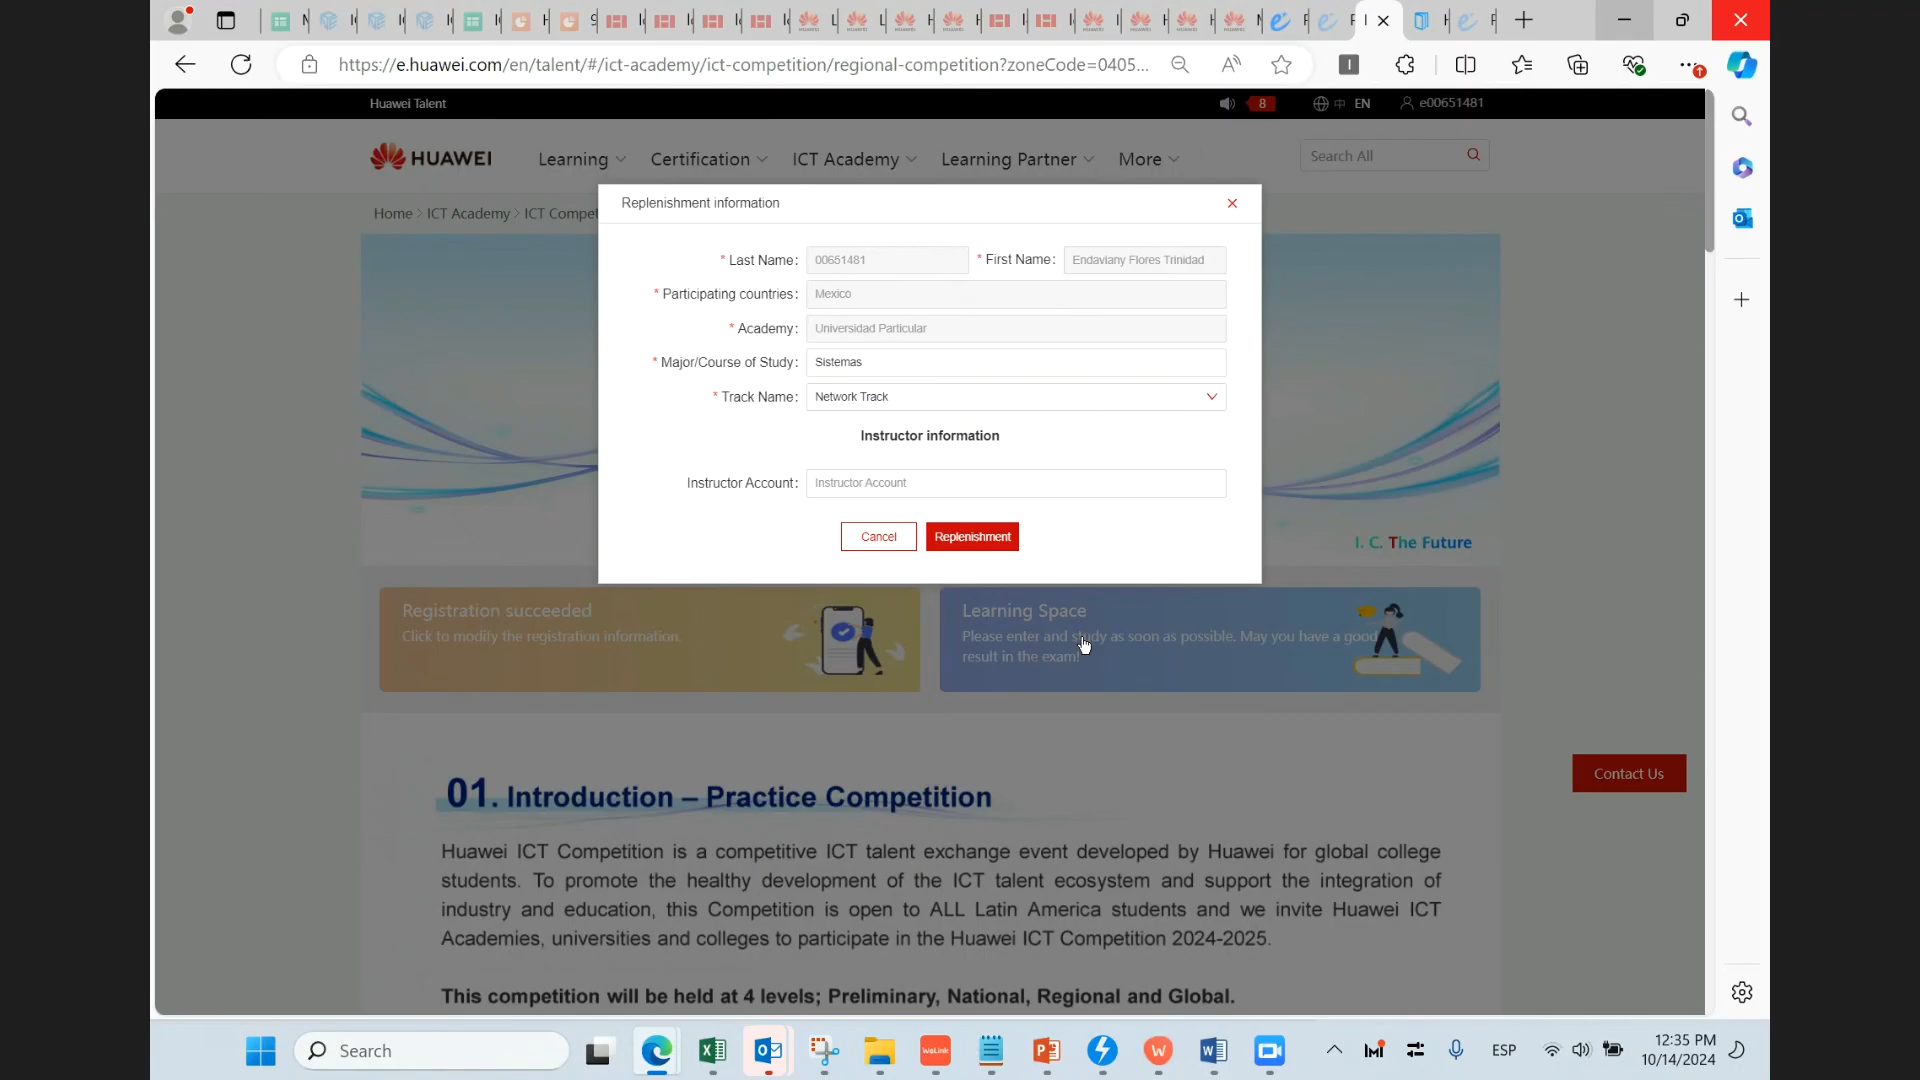 https://e.huawei.com/en/talent/#/ict-academy/ict-competition/regional-competition?zoneCode=0405...
Huawei Talent
8
中 EN
e00651481
HUAWEI
Learning
Certification
ICT Academy
Learning Partner
More
Search All
Home > ICT Academy > ICT Compet
Replenishment information
* Last Name:
00651481
* First Name:
Endaviany Flores Trinidad
* Participating countries:
Mexico
* Academy:
Universidad Particular
* Major/Course of Study:
Sistemas
* Track Name:
Network Track
Instructor information
Instructor Account:
Instructor Account
Cancel
Replenishment
I. C. The Future
Registration succeeded
Click to modify the registration information.
Learning Space
Please enter and study as soon as possible. May you have a good
result in the exam!
Contact Us
01. Introduction – Practice Competition
Huawei ICT Competition is a competitive ICT talent exchange event developed by Huawei for global college
students. To promote the healthy development of the ICT talent ecosystem and support the integration of
industry and education, this Competition is open to ALL Latin America students and we invite Huawei ICT
Academies, universities and colleges to participate in the Huawei ICT Competition 2024-2025.
This competition will be held at 4 levels; Preliminary, National, Regional and Global.
Search
WeLink
ESP
12:35 PM
10/14/2024